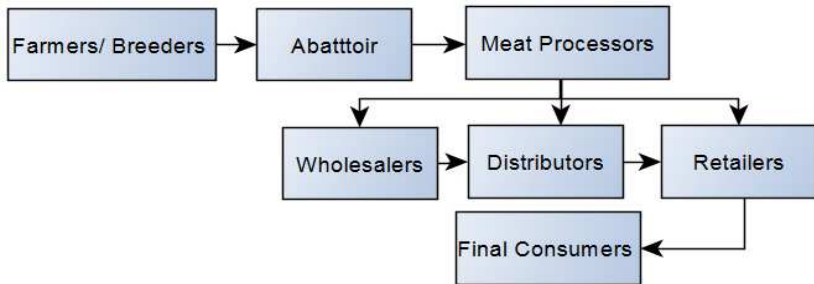 Farmers/ Breeders
Abatttoir
Meat Processors
Wholesalers
Distributors
Retailers
Final Consumers